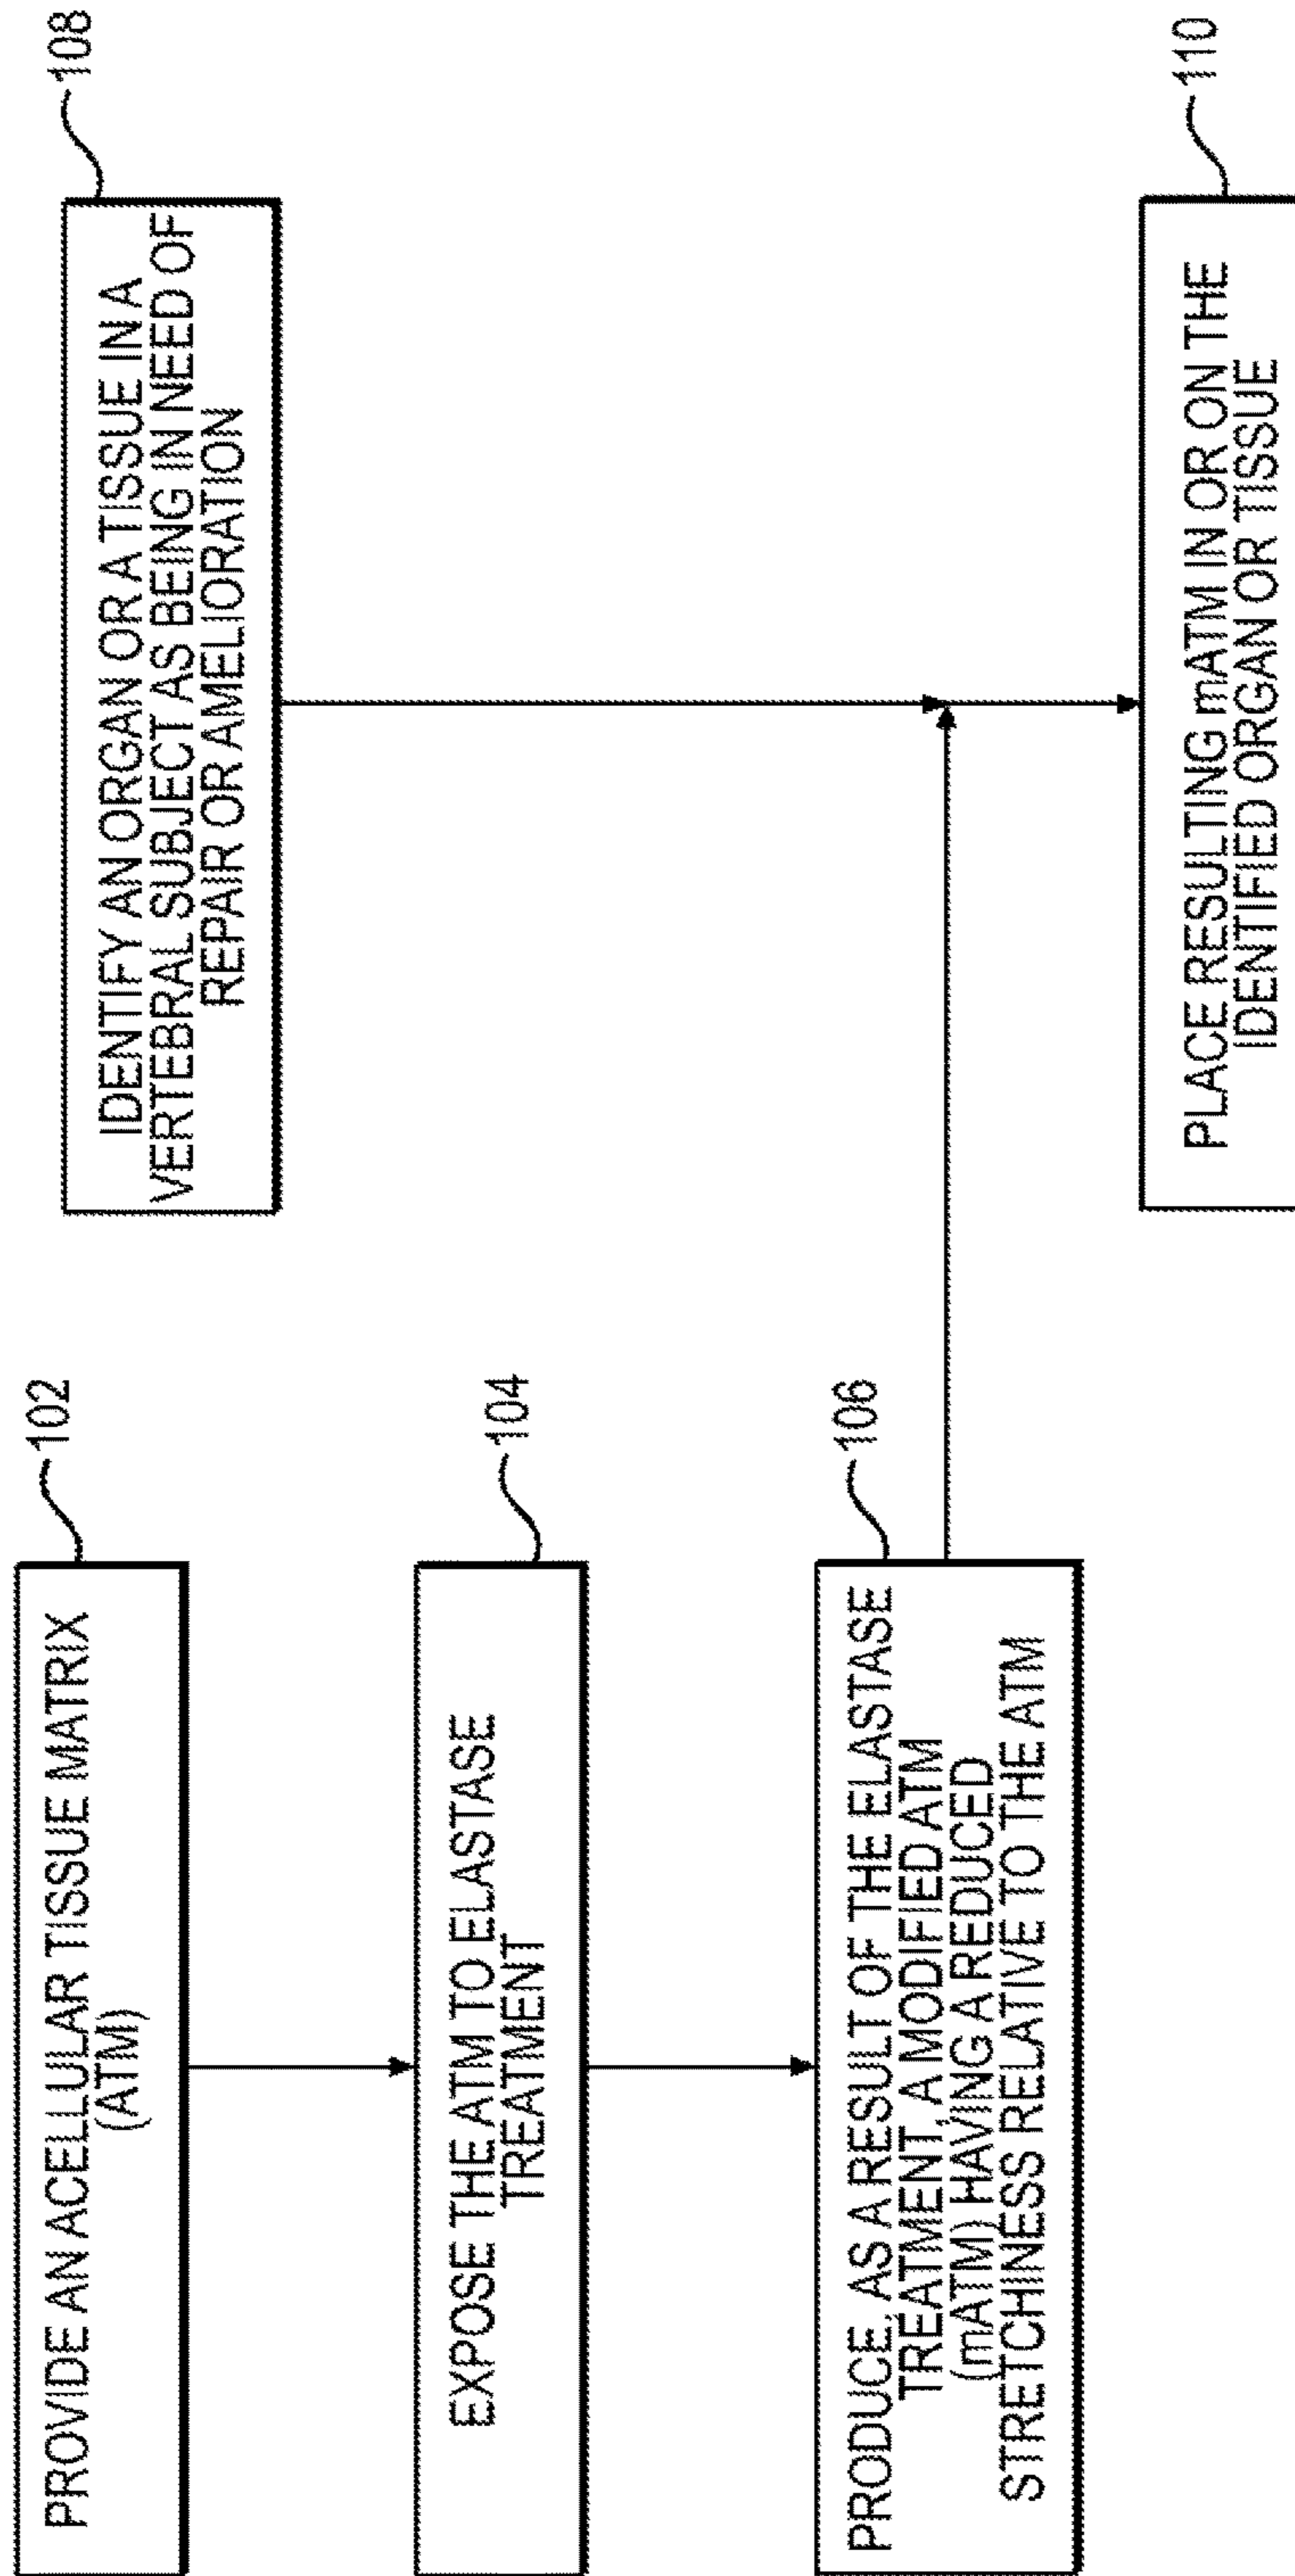 PROVIDE AN ACELLULAR TISSUE MATRIX
(ATM)
102
EXPOSE THE ATM TO ELASTASE
TREATMENT
104
PRODUCE, AS A RESULT OF THE ELASTASE
TREATMENT, A MODIFIED ATM
(mATM) HAVING A REDUCED
STRETCHINESS RELATIVE TO THE ATM
106
IDENTIFY AN ORGAN OR A TISSUE IN A
VERTEBRAL SUBJECT AS BEING IN NEED OF
REPAIR OR AMELIORATION
108
PLACE RESULTING mATM IN OR ON THE
IDENTIFIED ORGAN OR TISSUE
110